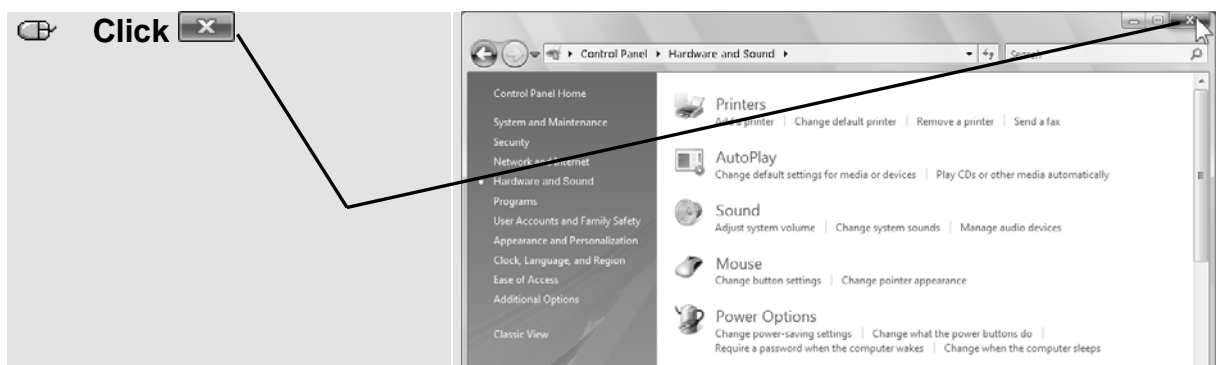 Click
Control Panel Hardware and Sound
Search
Control Panel Home
System and Maintenance
Security
Network and Internet
Hardware and Sound
Programs
User Accounts and Family Safety
Appearance and Personalization
Clock, Language, and Region
Ease of Access
Additional Options
Classic View
Printers
Add a printer Change default printer Remove a printer Send a fax
AutoPlay
Change default settings for media or devices Play CDs or other media automatically
Sound
Adjust system volume Change system sounds Manage audio devices
Mouse
Change button settings Change pointer appearance
Power Options
Change power-saving settings Change what the power buttons do
Require a password when the computer wakes Change when the computer sleeps